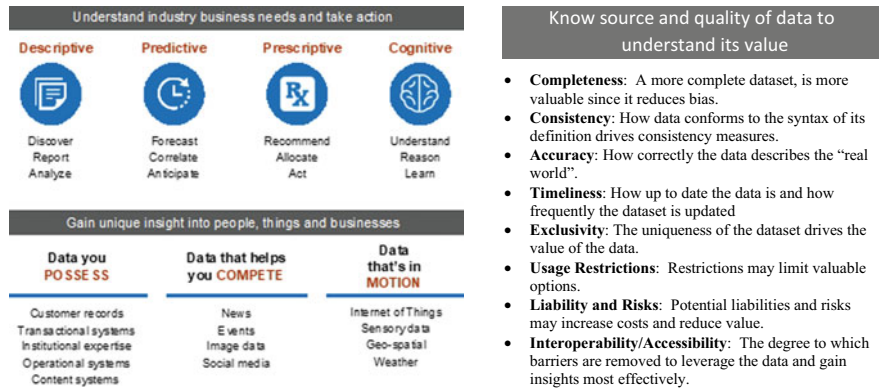 Understand industry business needs and take action
Descriptive Predictive Prescriptive Cognitive
Discover Forecast Recommend Understand
Report Correlate Allocate Reason
Analyze Anticipate Act Learn
Gain unique insight into people, things and businesses
Data you
POSSESS
Customer records
Transactional systems
Institutional expertise
Operational systems
Content systems
Data that helps
you COMPETE
News
Events
Image data
Social media
Data
that's in
MOTION
Internet of Things
Sensory data
Geo-spatial
Weather
Know source and quality of data to
understand its value
• Completeness: A more complete dataset, is more
valuable since it reduces bias.
• Consistency: How data conforms to the syntax of its
definition drives consistency measures.
• Accuracy: How correctly the data describes the “real
world”.
• Timeliness: How up to date the data is and how
frequently the dataset is updated
• Exclusivity: The uniqueness of the dataset drives the
value of the data.
• Usage Restrictions: Restrictions may limit valuable
options.
• Liability and Risks: Potential liabilities and risks
may increase costs and reduce value.
• Interoperability/Accessibility: The degree to which
barriers are removed to leverage the data and gain
insights most effectively.